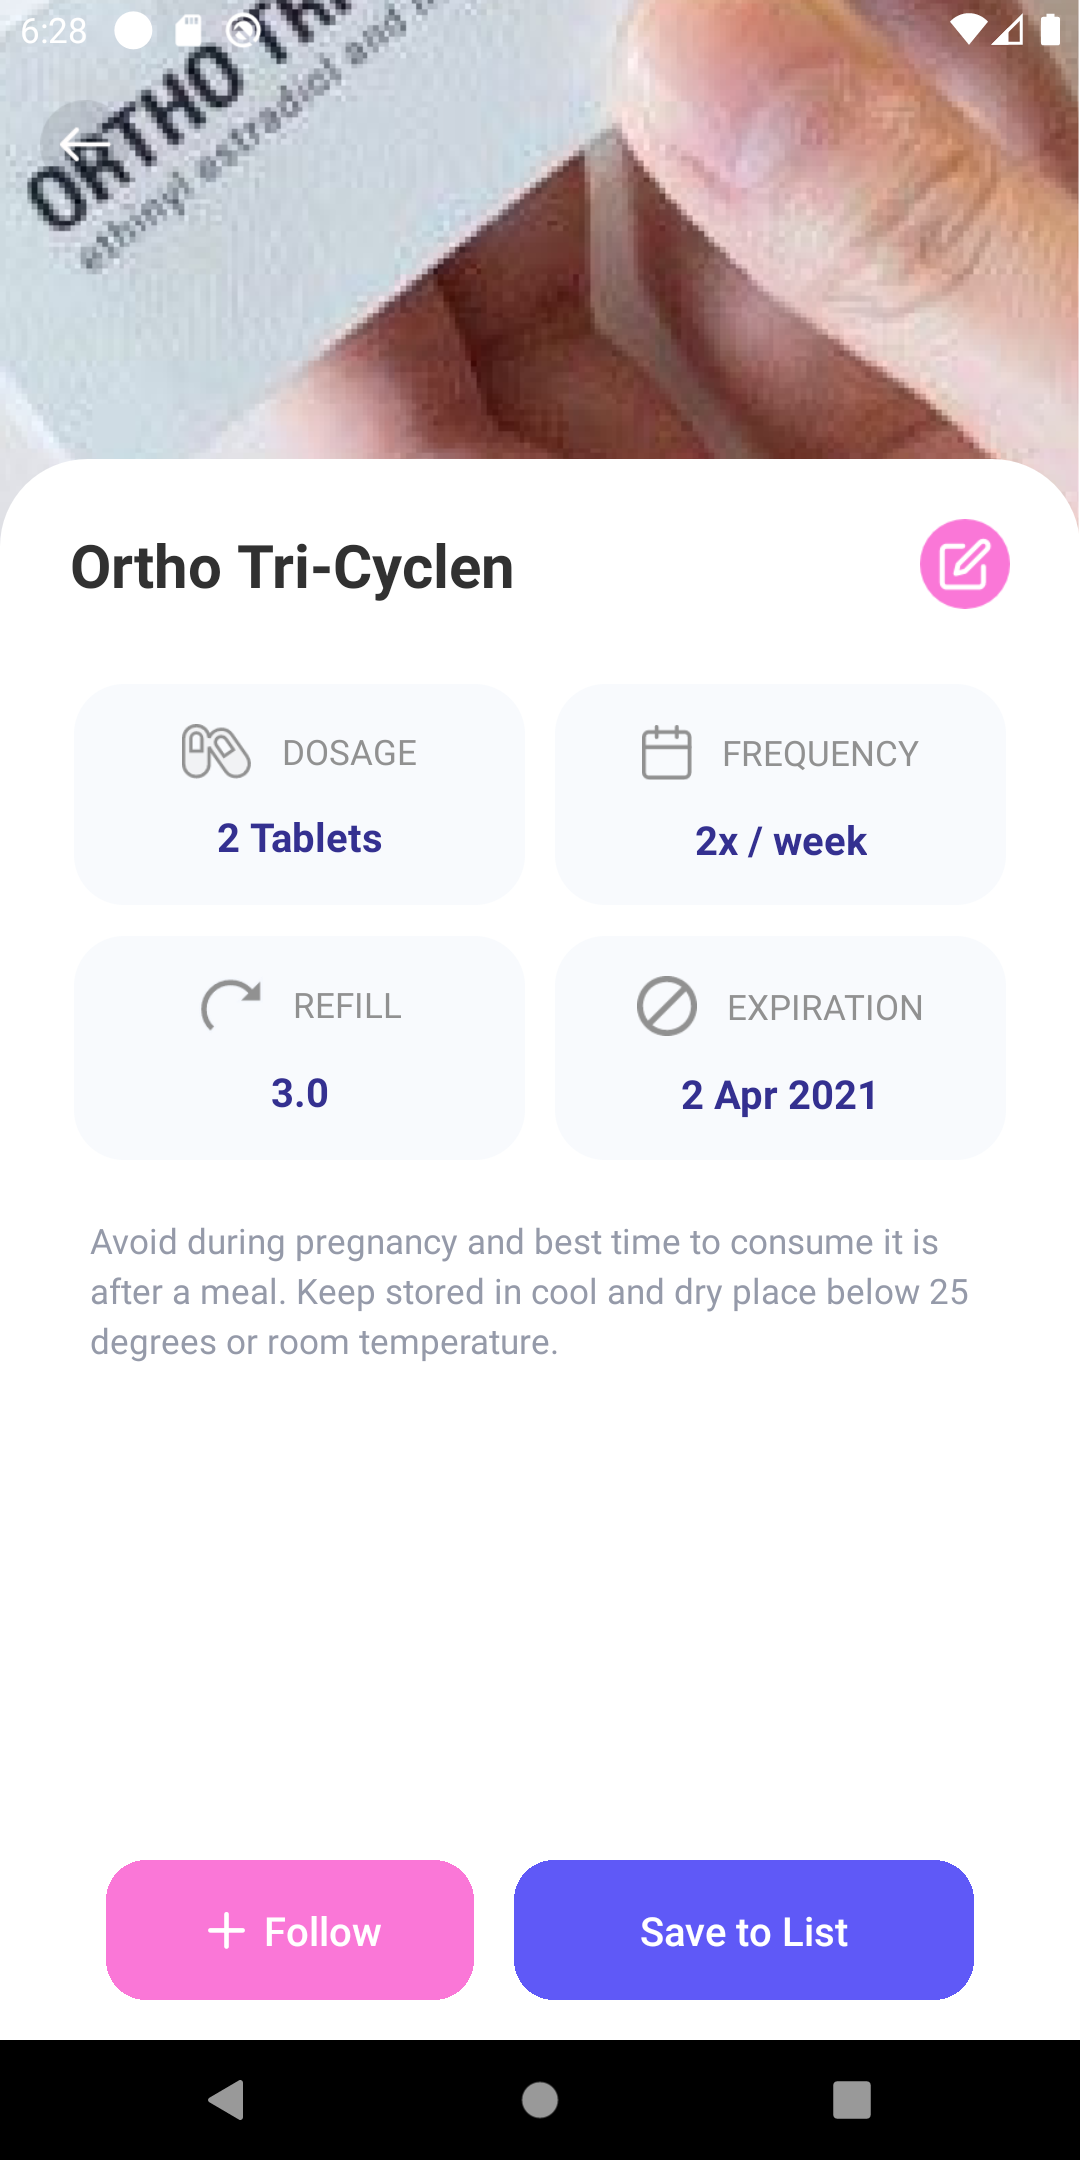 6:28
ORTHO TRI
ethinyl estradiol and
Ortho Tri-Cyclen
DOSAGE
2 Tablets
FREQUENCY
2x / week
REFILL
3.0
EXPIRATION
2 Apr 2021
Avoid during pregnancy and best time to consume it is
after a meal. Keep stored in cool and dry place below 25
degrees or room temperature.
Follow
Save to List